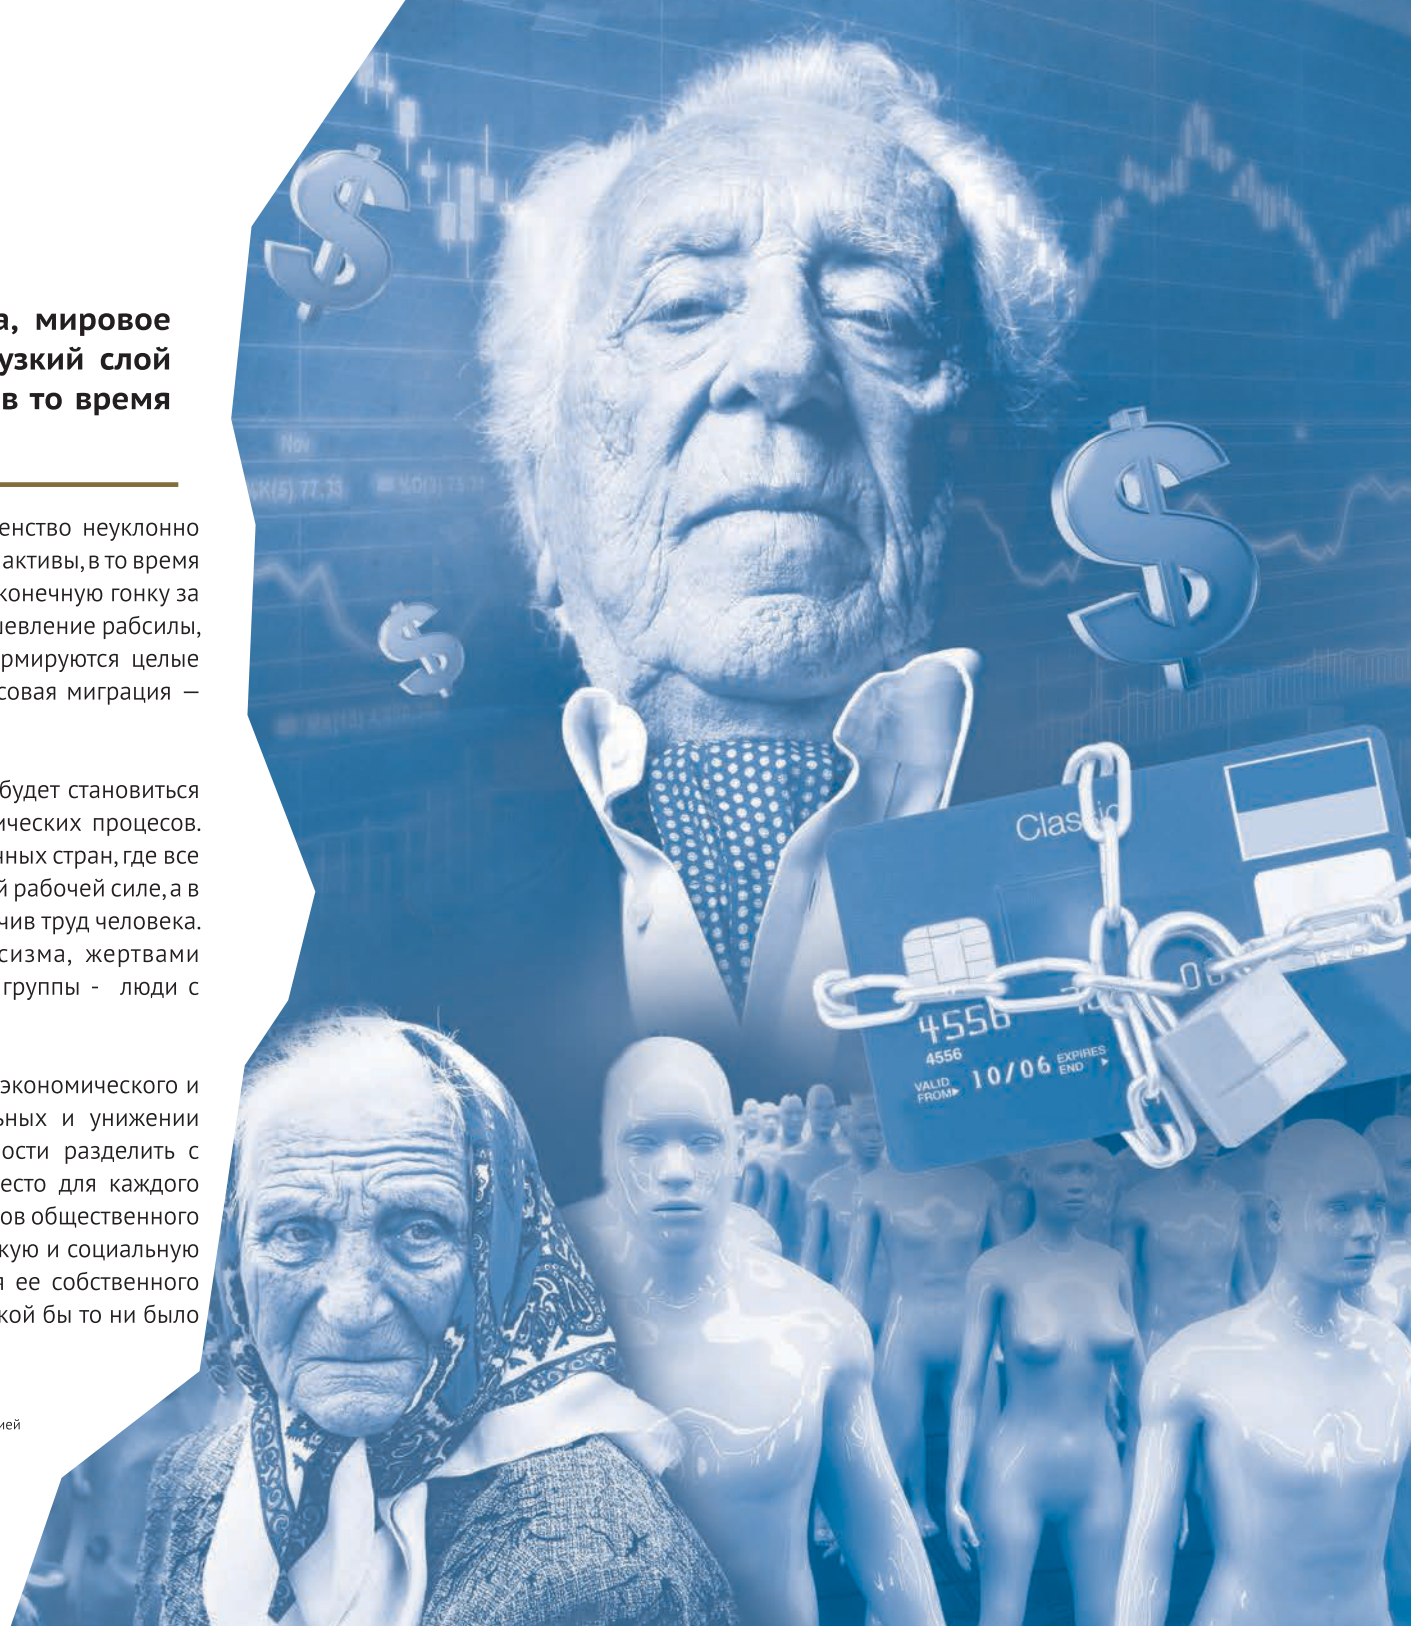 а, мировое
узкий слой
в то время
енство неуклонно
активы, в то время
конечную гонку за
шевление рабсилы,
рмируются целые
совая миграция —
будет становиться
ических процесов.
нных стран, где все
й рабочей силе, а в
чив труд человека.
сизма, жертвами
группы - люди с
экономического и
ьных и унижении
ости разделить с
есто для каждого
ов общественного
кую и социальную
я ее собственного
кой бы то ни было
ией
Nov
77.33
Classic
4556
4556
VALID FROM
10/06
EXPIRES END